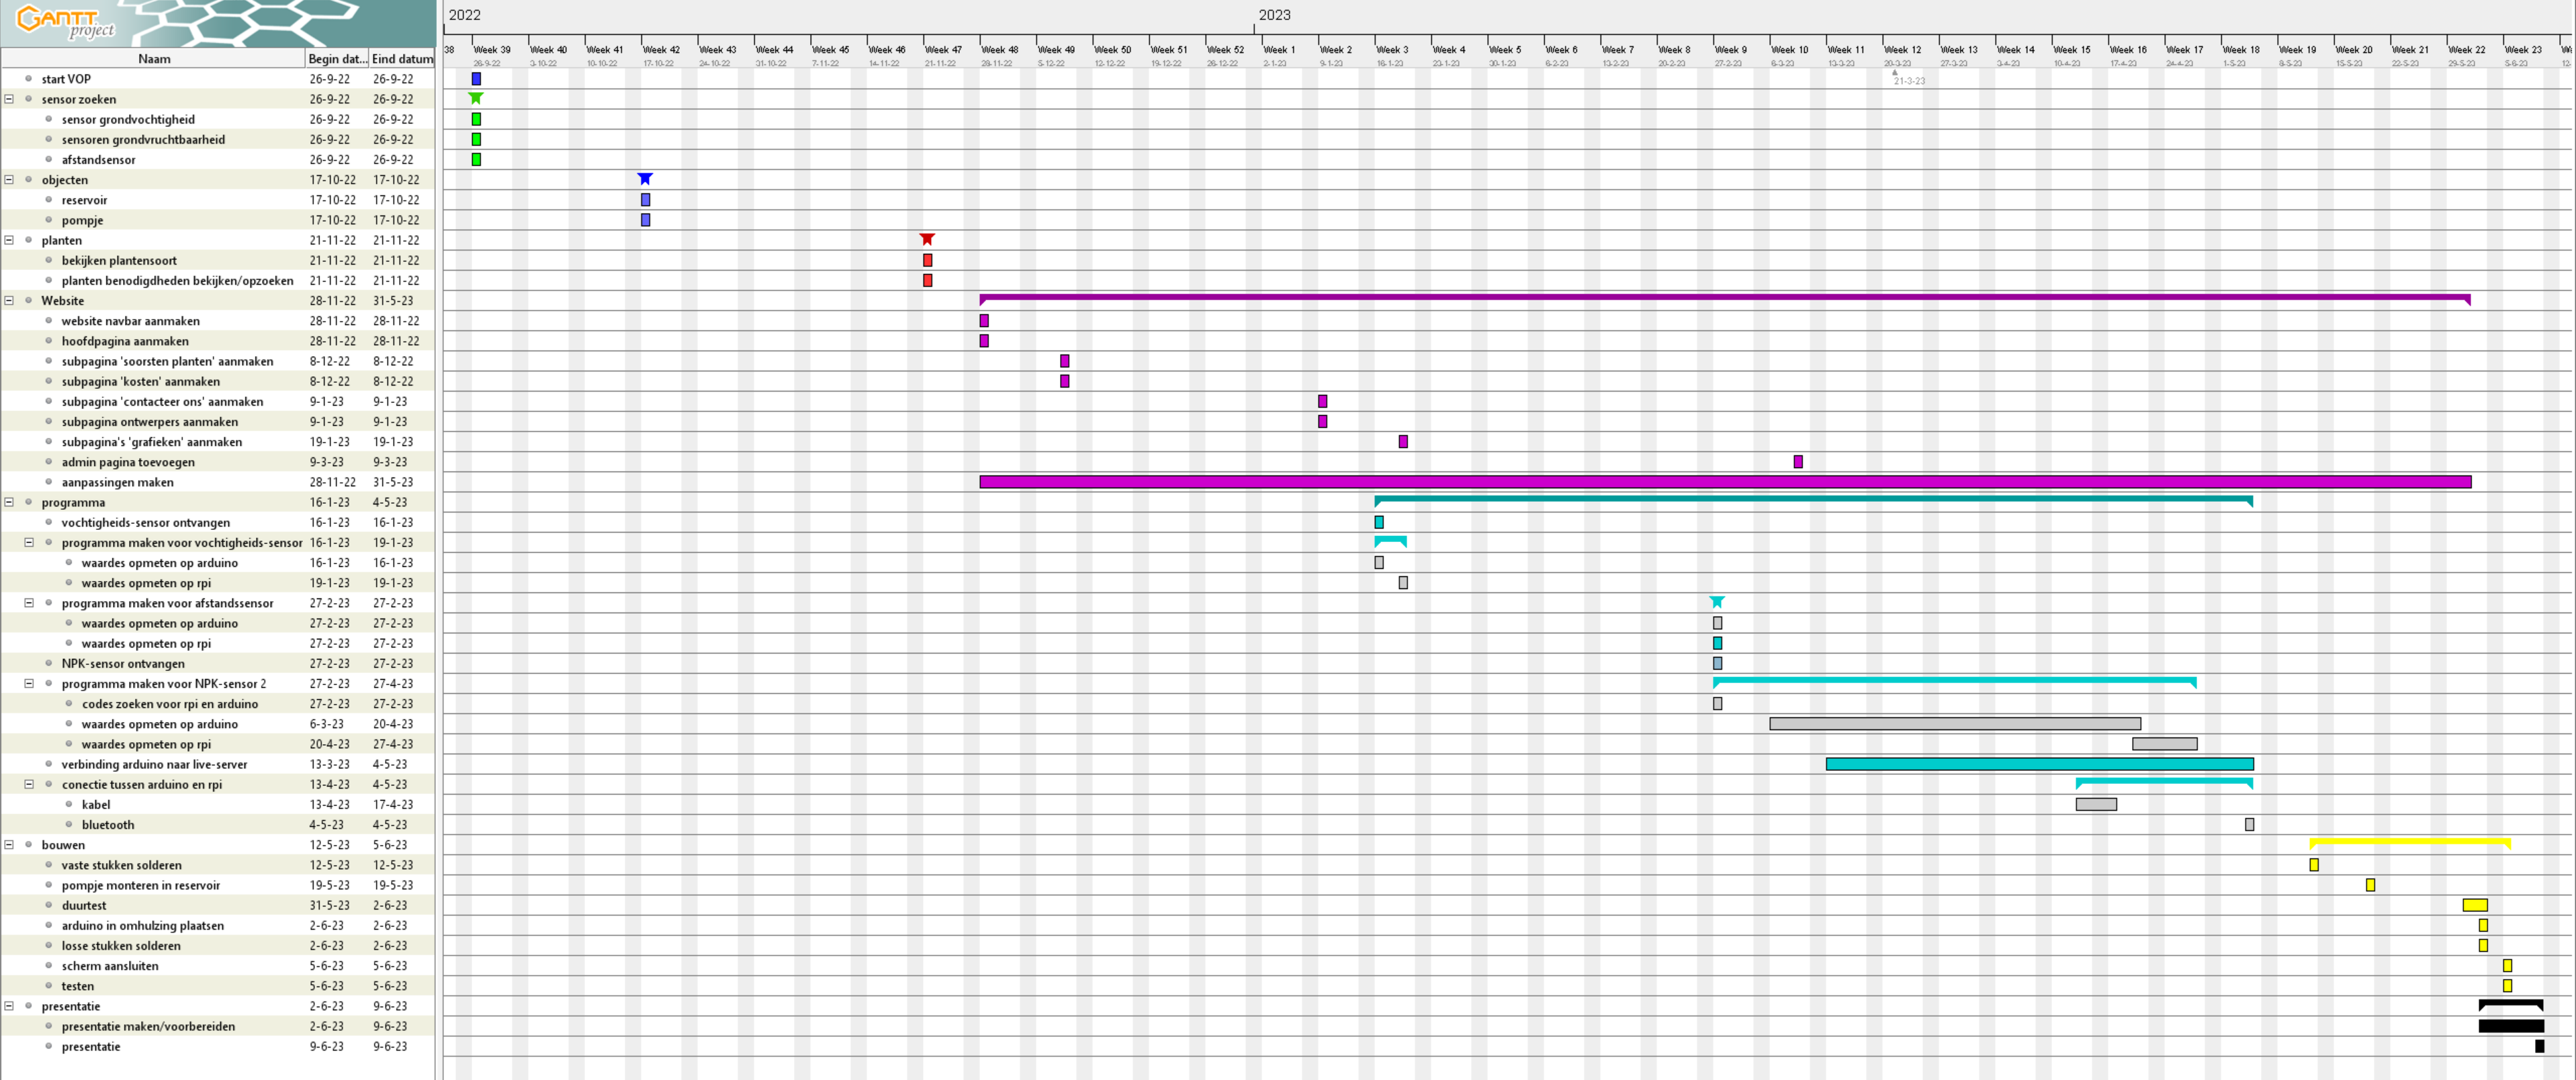 GANTT
project
2022 2023
38 Week 39 Week 40 Week 41 Week 42 Week 43 Week 44 Week 45 Week 46 Week 47 Week 48 Week 49 Week 50 Week 51 Week 52 Week 1 Week 2 Week 3 Week 4 Week 5 Week 6 Week 7 Week 8 Week 9 Week 10 Week 11 Week 12 Week 13 Week 14 Week 15 Week 16 Week 17 Week 18 Week 19 Week 20 Week 21 Week 22 Week 23
Naam Begin dat... Eind datum 26-9-22 3-10-22 10-10-22 17-10-22 24-10-22 31-10-22 7-11-22 14-11-22 21-11-22 28-11-22 5-12-22 12-12-22 19-12-22 26-12-22 2-1-23 9-1-23 16-1-23 23-1-23 30-1-23 6-2-23 13-2-23 20-2-23 27-2-23 6-3-23 13-3-23 20-3-23 27-3-23 3-4-23 10-4-23 17-4-23 24-4-23 1-5-23 8-5-23 15-5-23 22-5-23 29-5-23 5-6-23 12-
start VOP 26-9-22 26-9-22 21-3-23
sensor zoeken 26-9-22 26-9-22
sensor grondvochtigheid 26-9-22 26-9-22
sensoren grondvruchtbaarheid 26-9-22 26-9-22
afstandsensor 26-9-22 26-9-22
objecten 17-10-22 17-10-22
reservoir 17-10-22 17-10-22
pompje 17-10-22 17-10-22
planten 21-11-22 21-11-22
bekijken plantensoort 21-11-22 21-11-22
planten benodigdheden bekijken/opzoeken 21-11-22 21-11-22
Website 28-11-22 31-5-23
website navbar aanmaken 28-11-22 28-11-22
hoofdpagina aanmaken 28-11-22 28-11-22
subpagina 'soorsten planten' aanmaken 8-12-22 8-12-22
subpagina 'kosten' aanmaken 8-12-22 8-12-22
subpagina 'contacteer ons' aanmaken 9-1-23 9-1-23
subpagina ontwerpers aanmaken 9-1-23 9-1-23
subpagina's 'grafieken' aanmaken 19-1-23 19-1-23
admin pagina toevoegen 9-3-23 9-3-23
aanpassingen maken 28-11-22 31-5-23
programma 16-1-23 4-5-23
vochtigheids-sensor ontvangen 16-1-23 16-1-23
programma maken voor vochtigheids-sensor 16-1-23 19-1-23
waardes opmeten op arduino 16-1-23 16-1-23
waardes opmeten op rpi 19-1-23 19-1-23
programma maken voor afstandssensor 27-2-23 27-2-23
waardes opmeten op arduino 27-2-23 27-2-23
waardes opmeten op rpi 27-2-23 27-2-23
NPK-sensor ontvangen 27-2-23 27-2-23
programma maken voor NPK-sensor 2 27-2-23 27-4-23
codes zoeken voor rpi en arduino 27-2-23 27-2-23
waardes opmeten op arduino 6-3-23 20-4-23
waardes opmeten op rpi 20-4-23 27-4-23
verbinding arduino naar live-server 13-3-23 4-5-23
conectie tussen arduino en rpi 13-4-23 4-5-23
kabel 13-4-23 17-4-23
bluetooth 4-5-23 4-5-23
bouwen 12-5-23 5-6-23
vaste stukken solderen 12-5-23 12-5-23
pompje monteren in reservoir 19-5-23 19-5-23
duurtest 31-5-23 2-6-23
arduino in omhulzing plaatsen 2-6-23 2-6-23
losse stukken solderen 2-6-23 2-6-23
scherm aansluiten 5-6-23 5-6-23
testen 5-6-23 5-6-23
presentatie 2-6-23 9-6-23
presentatie maken/voorbereiden 2-6-23 9-6-23
presentatie 9-6-23 9-6-23